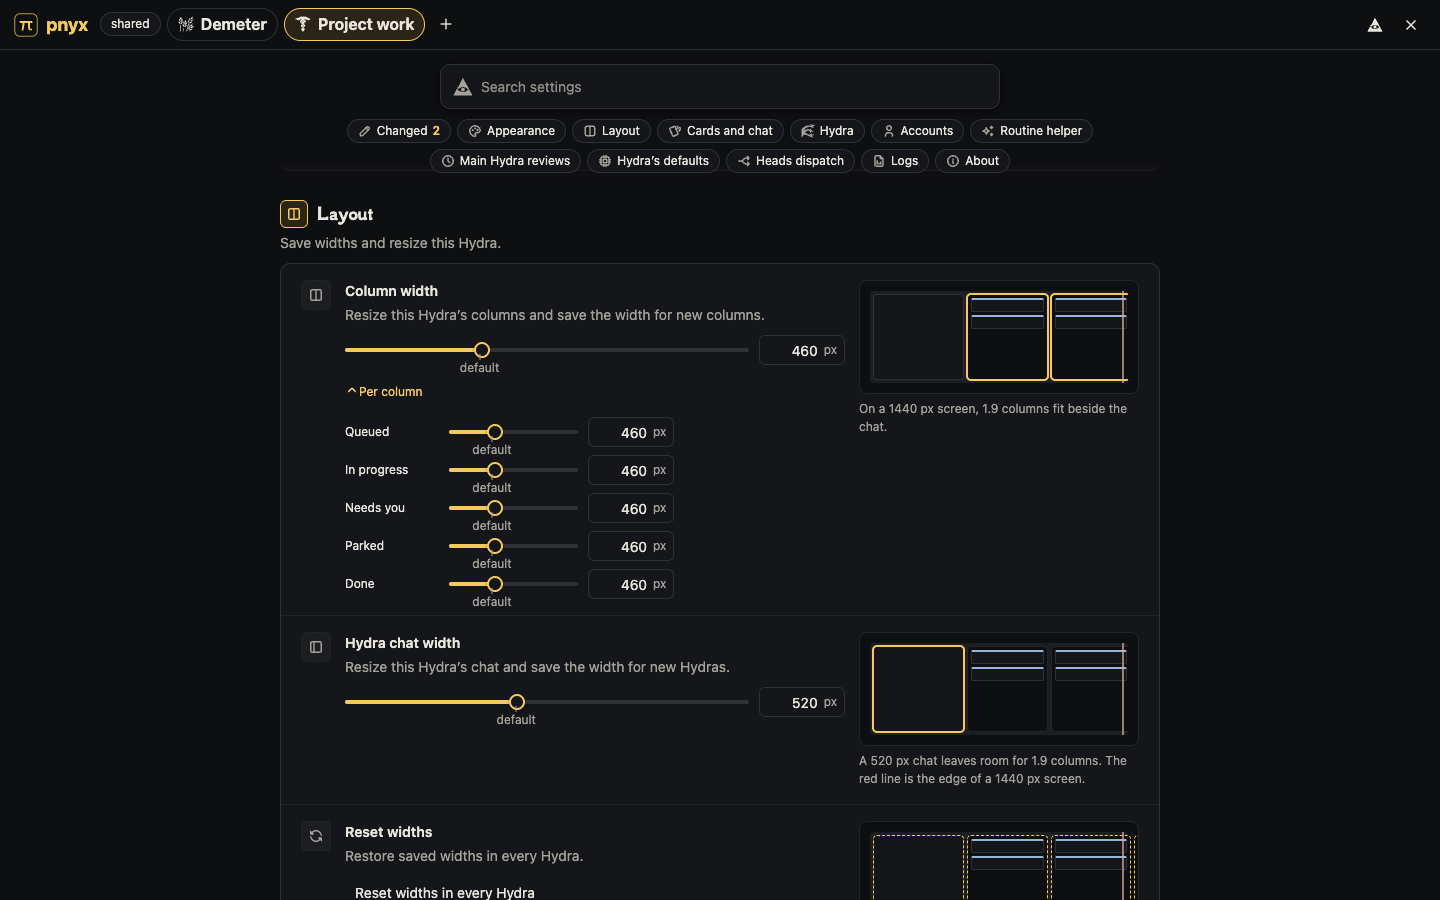 pnyx shared Demeter Project work +
Search settings
Changed 2 Appearance Layout Cards and chat Hydra Accounts Routine helper
Main Hydra reviews Hydra's defaults Heads dispatch Logs About
Layout
Save widths and resize this Hydra.
Column width
Resize this Hydra's columns and save the width for new columns.
460 px
default
Per column
Queued 460 px
default
In progress 460 px
default
Needs you 460 px
default
Parked 460 px
default
Done 460 px
default
On a 1440 px screen, 1.9 columns fit beside the
chat.
Hydra chat width
Resize this Hydra's chat and save the width for new Hydras.
520 px
default
A 520 px chat leaves room for 1.9 columns. The
red line is the edge of a 1440 px screen.
Reset widths
Restore saved widths in every Hydra.
Reset widths in every Hydra